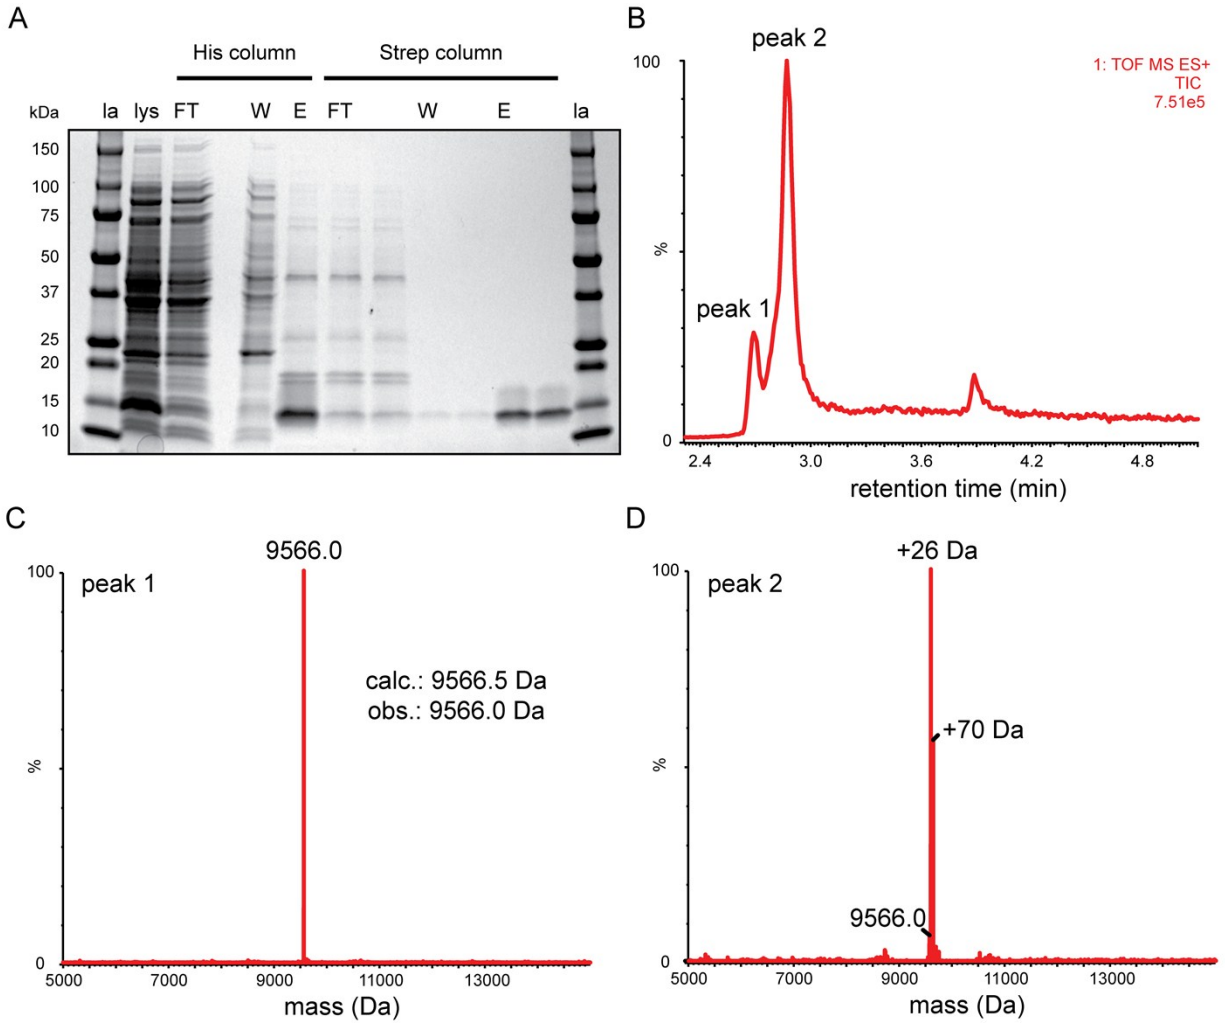 A
His column
Strep column
kDa
la lys FT W E FT W E la
150
100
75
50
37
25
20
15
10
B
peak 2
peak 1
1: TOF MS ES+
TIC
7.51e5
100
%
0
2.4 3.0 3.6 4.2 4.8
retention time (min)
C
9566.0
100
peak 1
calc.: 9566.5 Da
obs.: 9566.0 Da
%
0
5000 7000 9000 11000 13000
mass (Da)
D
+26 Da
100
peak 2
+70 Da
%
9566.0
0
5000 7000 9000 11000 13000
mass (Da)